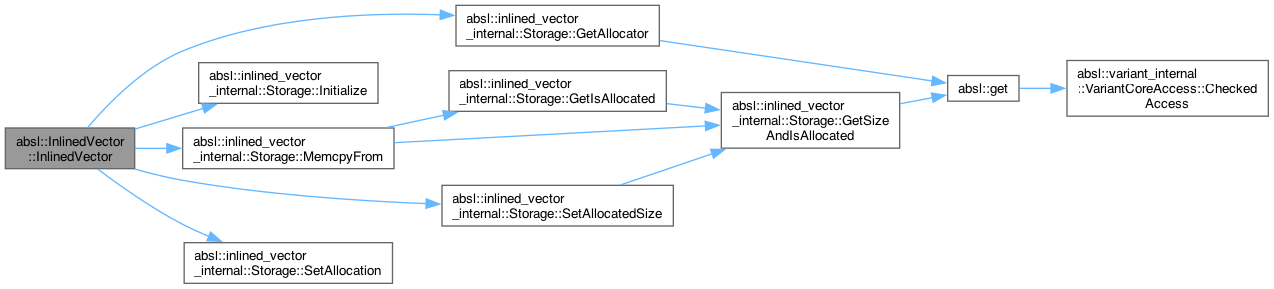 absl::InlinedVector
::InlinedVector
absl::inlined_vector
_internal::Storage::GetAllocator
absl::inlined_vector
_internal::Storage::Initialize
absl::inlined_vector
_internal::Storage::MemcpyFrom
absl::inlined_vector
_internal::Storage::GetIsAllocated
absl::inlined_vector
_internal::Storage::SetAllocatedSize
absl::inlined_vector
_internal::Storage::SetAllocation
absl::inlined_vector
_internal::Storage::GetSize
AndIsAllocated
absl::get
absl::variant_internal
::VariantCoreAccess::Checked
Access